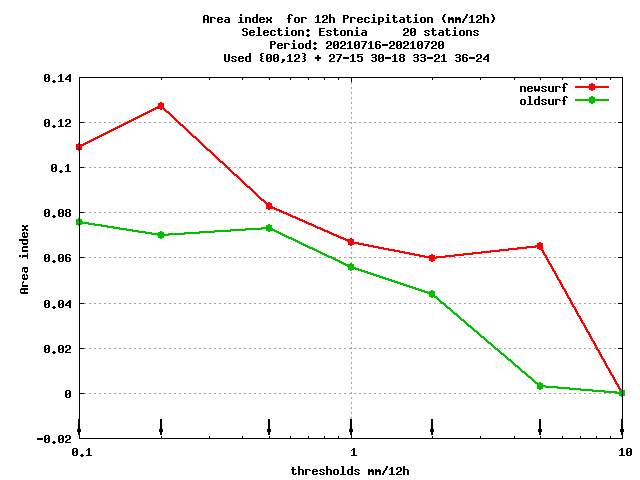 Area index  for 12h Precipitation (mm/12h)
Selection: Estonia     20 stations
Period: 20210716-20210720
Used {00,12} + 27-15 30-18 33-21 36-24
newsurf
oldsurf
0.14
0.12
0.1
0.08
0.06
0.04
0.02
0
-0.02
Area index
0.1 1 10
thresholds mm/12h